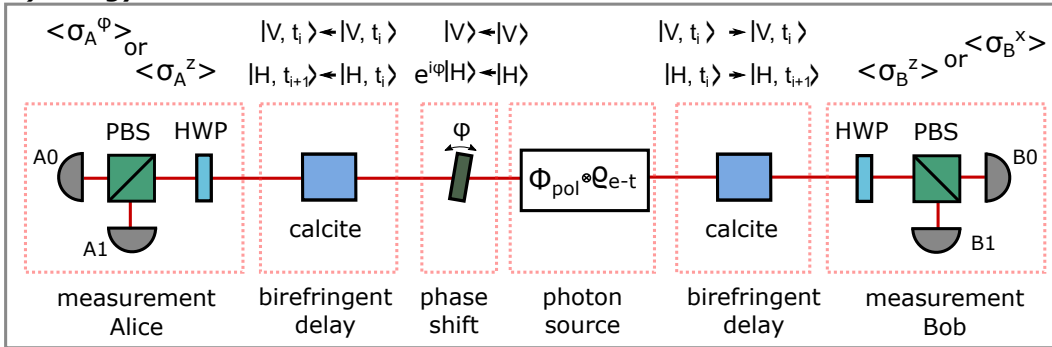 <σ_A^φ> or <σ_A^z>
|V, t_i⟩ ← |V, t_i⟩
|H, t_{i+1}⟩ ← |H, t_i⟩
|V⟩ ← |V⟩
e^{iφ}|H⟩ ← |H⟩
|V, t_i⟩ → |V, t_i⟩
|H, t_i⟩ → |H, t_{i+1}⟩
<σ_B^z> or <σ_B^x>
A0
PBS
HWP
A1
calcite
φ
Φ_pol ⊗ ϱ_e-t
calcite
HWP
PBS
B0
B1
measurement
Alice
birefringent
delay
phase
shift
photon
source
birefringent
delay
measurement
Bob